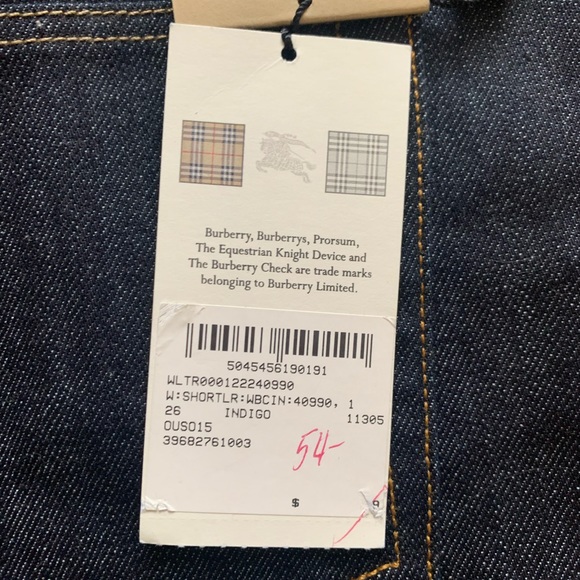 Burberry, Burberrys, Prorsum,
The Equestrian Knight Device and
The Burberry Check are trade marks
belonging to Burberry Limited.
5045456190191
WLTR000122240990
W:SHORTLR:WBCIN:40990, 1
26 INDIGO 11305
OUSO15
39682761003
54-
$